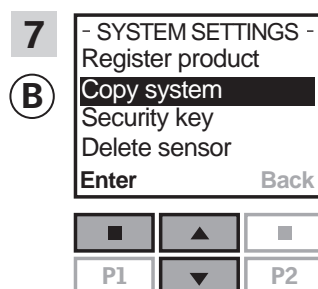 7
B
- SYSTEM SETTINGS -
Register product
Copy system
Security key
Delete sensor
Enter Back
P1 P2